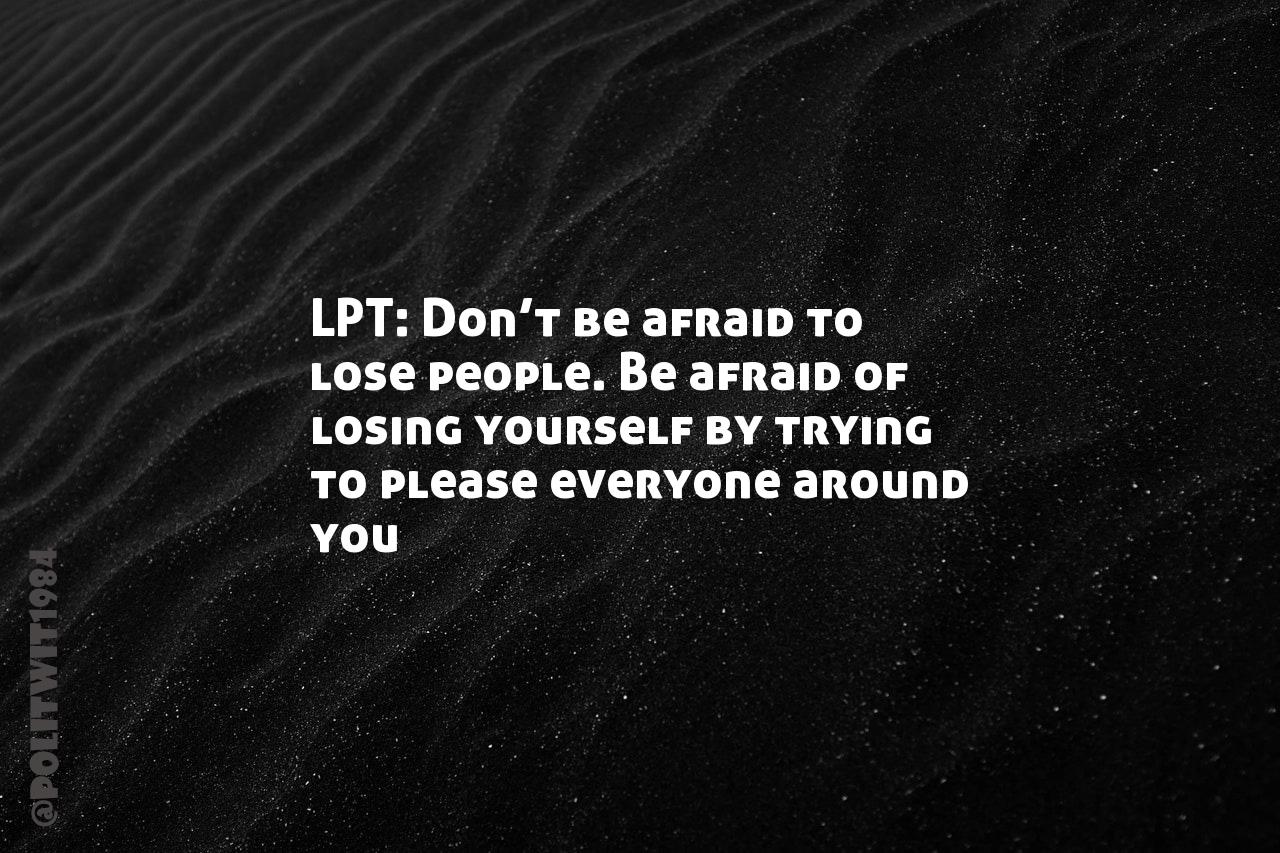 LPT: Don't be afraid to
lose people. Be afraid of
losing yourself by trying
to please everyone around
you
@POLITWIT1984